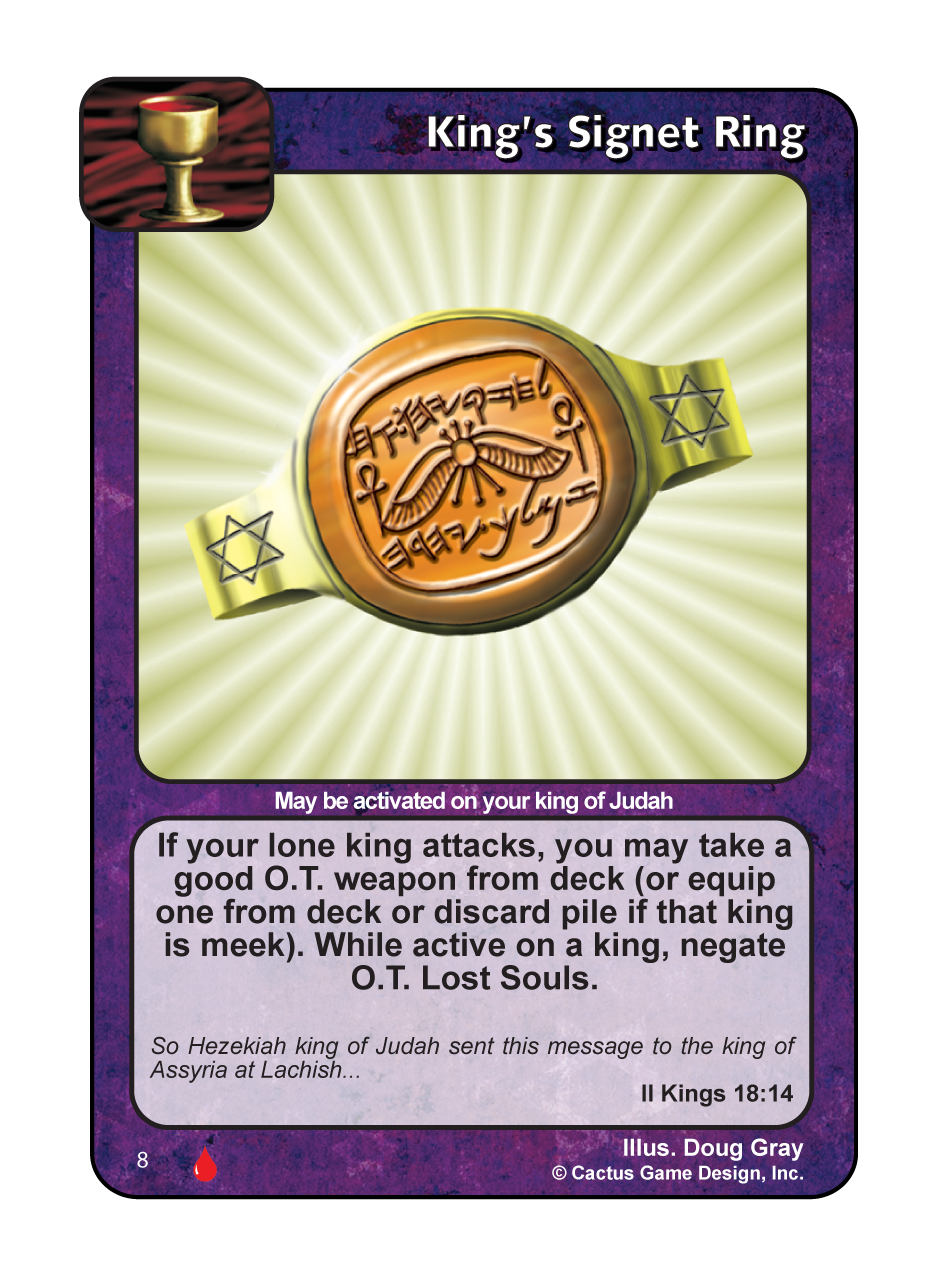 King's Signet Ring
May be activated on your king of Judah
If your lone king attacks, you may take a
good O.T. weapon from deck (or equip
one from deck or discard pile if that king
is meek). While active on a king, negate
O.T. Lost Souls.
So Hezekiah king of Judah sent this message to the king of
Assyria at Lachish...
II Kings 18:14
8
Illus. Doug Gray
© Cactus Game Design, Inc.